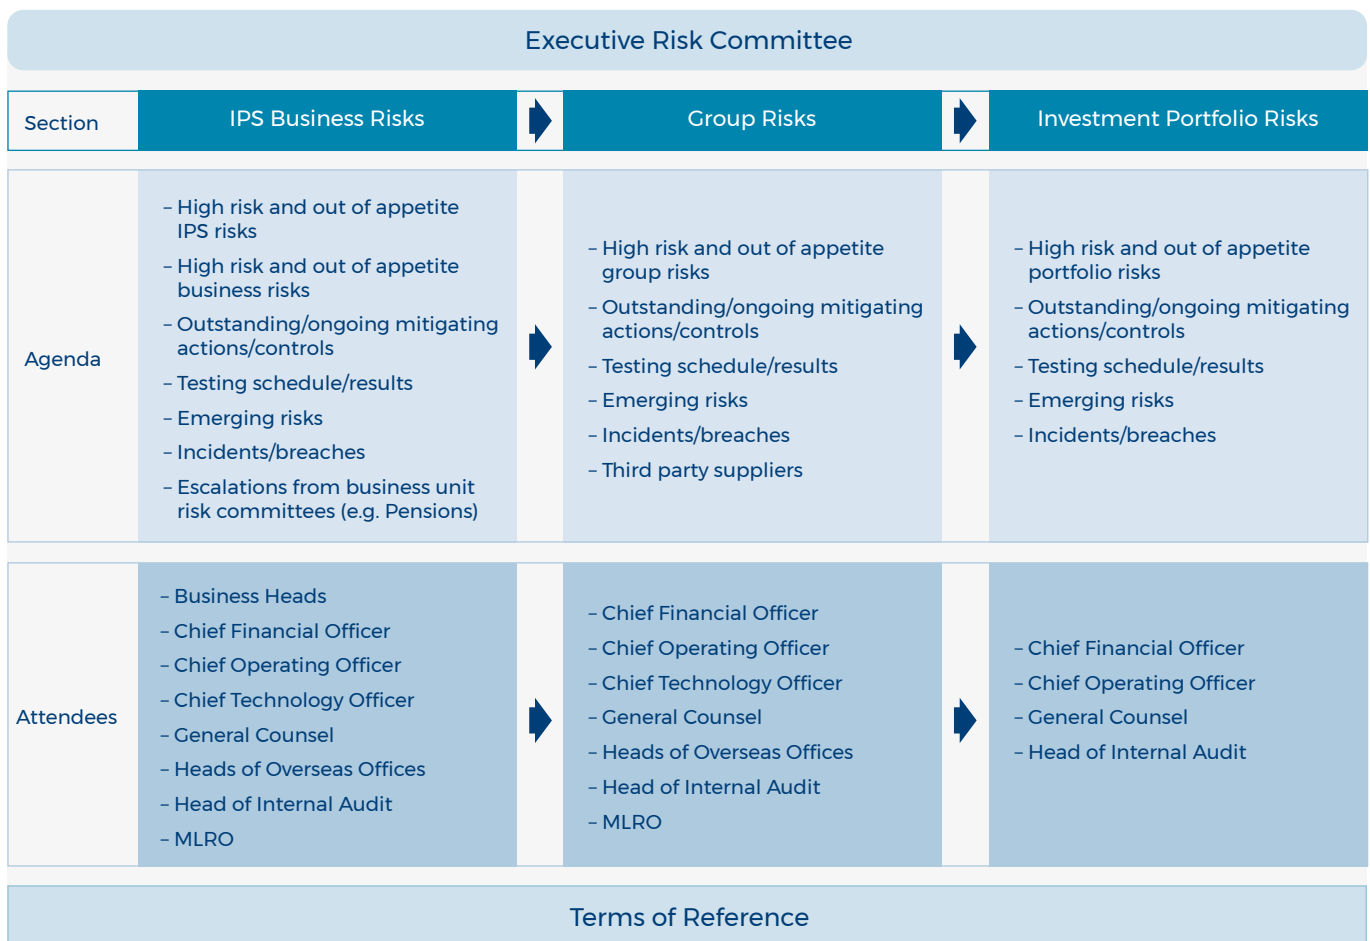 Executive Risk Committee
Section
IPS Business Risks
Group Risks
Investment Portfolio Risks
Agenda
– High risk and out of appetite
IPS risks
– High risk and out of appetite
business risks
– Outstanding/ongoing mitigating
actions/controls
– Testing schedule/results
– Emerging risks
– Incidents/breaches
– Escalations from business unit
risk committees (e.g. Pensions)
– High risk and out of appetite
group risks
– Outstanding/ongoing mitigating
actions/controls
– Testing schedule/results
– Emerging risks
– Incidents/breaches
– Third party suppliers
– High risk and out of appetite
portfolio risks
– Outstanding/ongoing mitigating
actions/controls
– Testing schedule/results
– Emerging risks
– Incidents/breaches
Attendees
– Business Heads
– Chief Financial Officer
– Chief Operating Officer
– Chief Technology Officer
– General Counsel
– Heads of Overseas Offices
– Head of Internal Audit
– MLRO
– Chief Financial Officer
– Chief Operating Officer
– Chief Technology Officer
– General Counsel
– Heads of Overseas Offices
– Head of Internal Audit
– MLRO
– Chief Financial Officer
– Chief Operating Officer
– General Counsel
– Head of Internal Audit
Terms of Reference